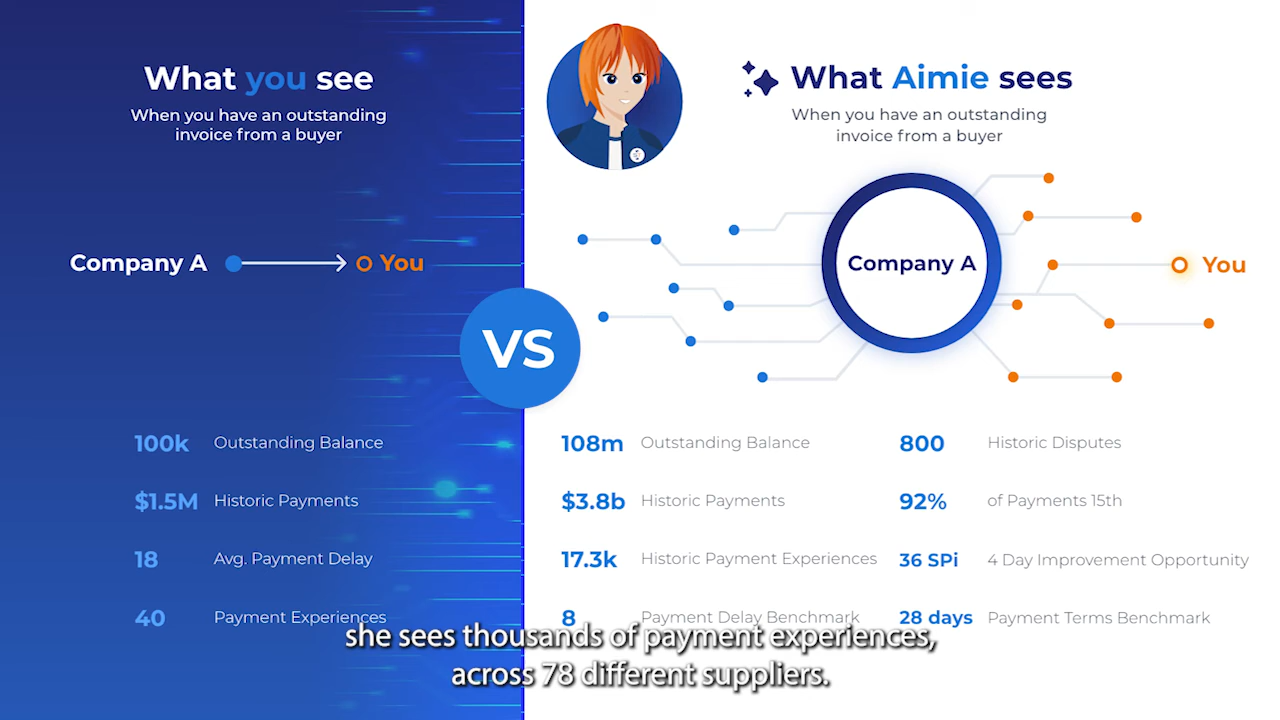 What you see
When you have an outstanding
invoice from a buyer
Company A
You
100k Outstanding Balance
$1.5M Historic Payments
18 Avg. Payment Delay
40 Payment Experiences
VS
What Aimie sees
When you have an outstanding
invoice from a buyer
Company A
You
108m Outstanding Balance
$3.8b Historic Payments
17.3k Historic Payment Experiences
8 Payment Delay Benchmark
800 Historic Disputes
92% of Payments 15th
36 SPi 4 Day Improvement Opportunity
28 days Payment Terms Benchmark
she sees thousands of payment experiences,
across 78 different suppliers.